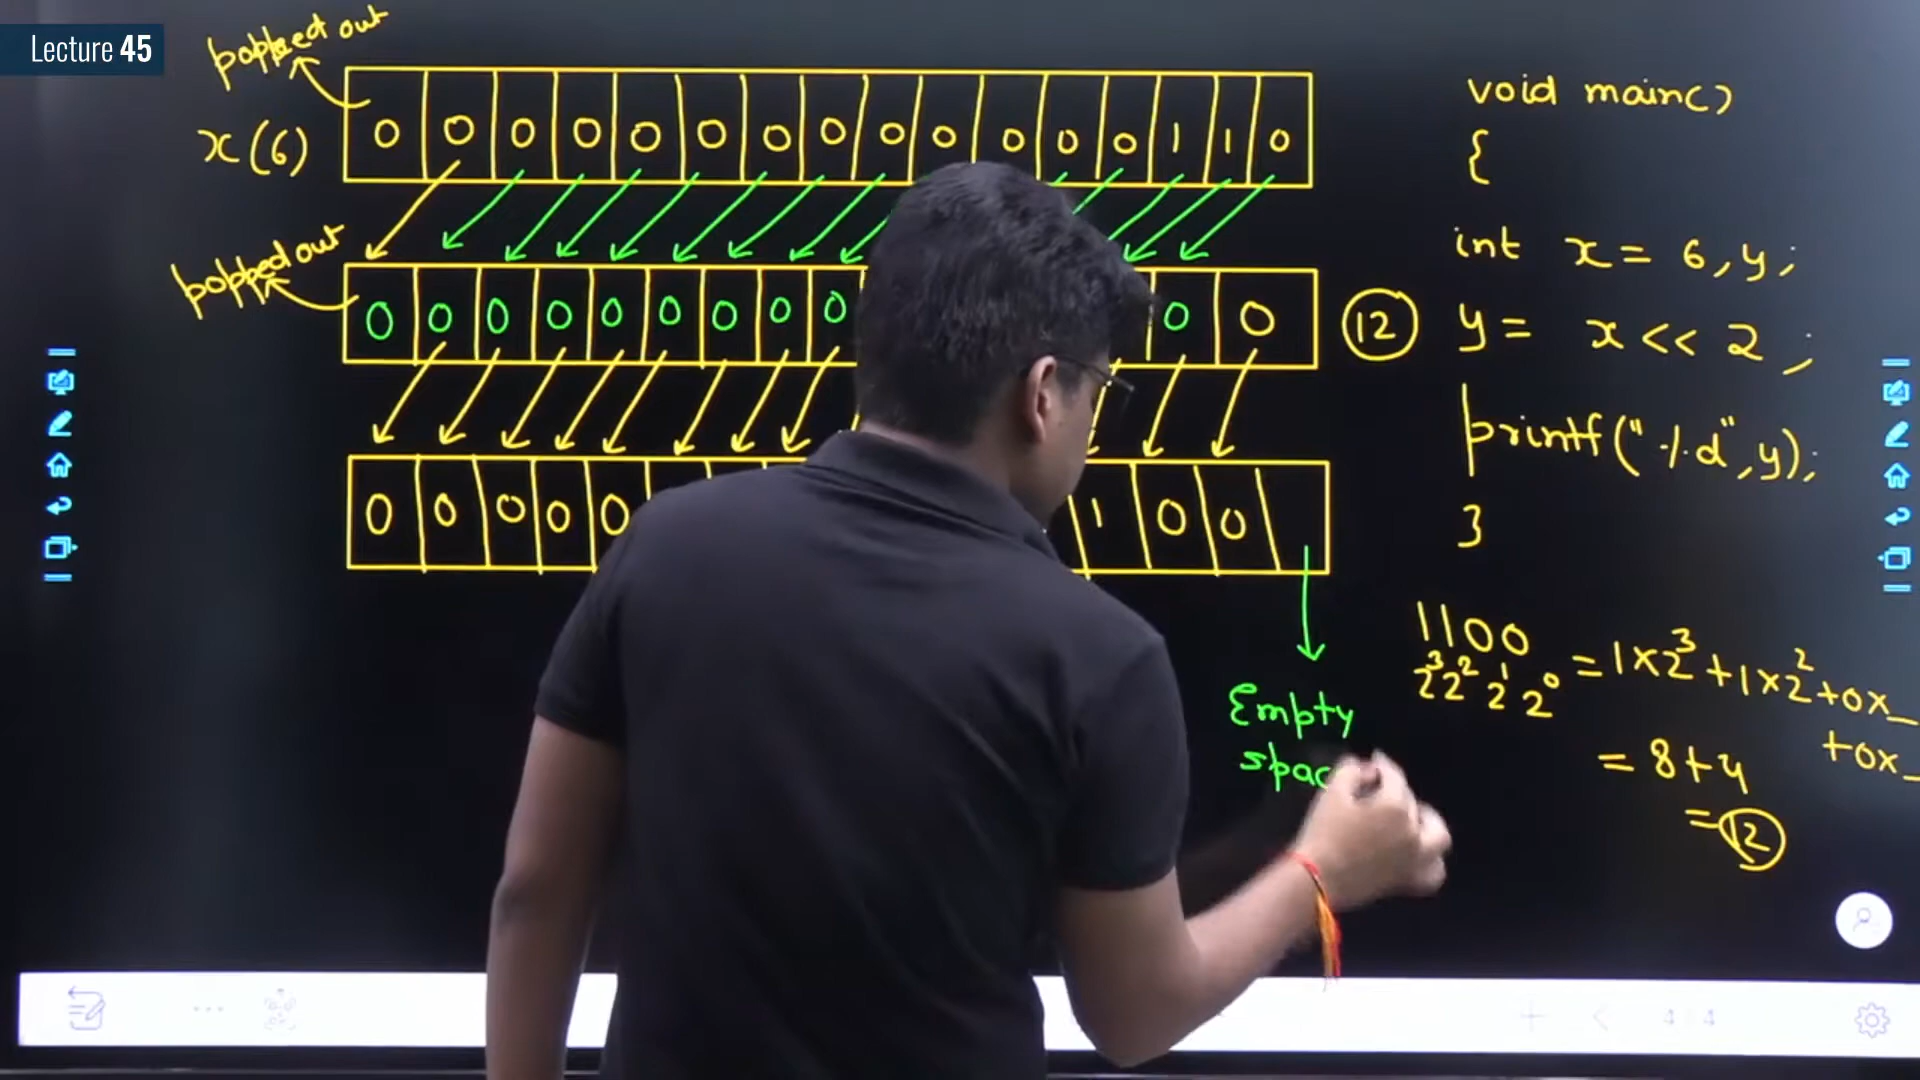 Lecture 45
popped out
x(6)
0 0 0 0 0 0 0 0 0 0 0 0 0 1 1 0
popped out
0 0 0 0 0 0 0 0 0 0 0
12
0 0 0 0 0 1 0 0
Empty
void main()
{
int x = 6, y;
y = x << 2;
printf("%d", y);
}
1100
2³ 2² 2¹ 2⁰ = 1×2³ + 1×2² + 0×_
+ 0×_
= 8+4
= 12
4 4